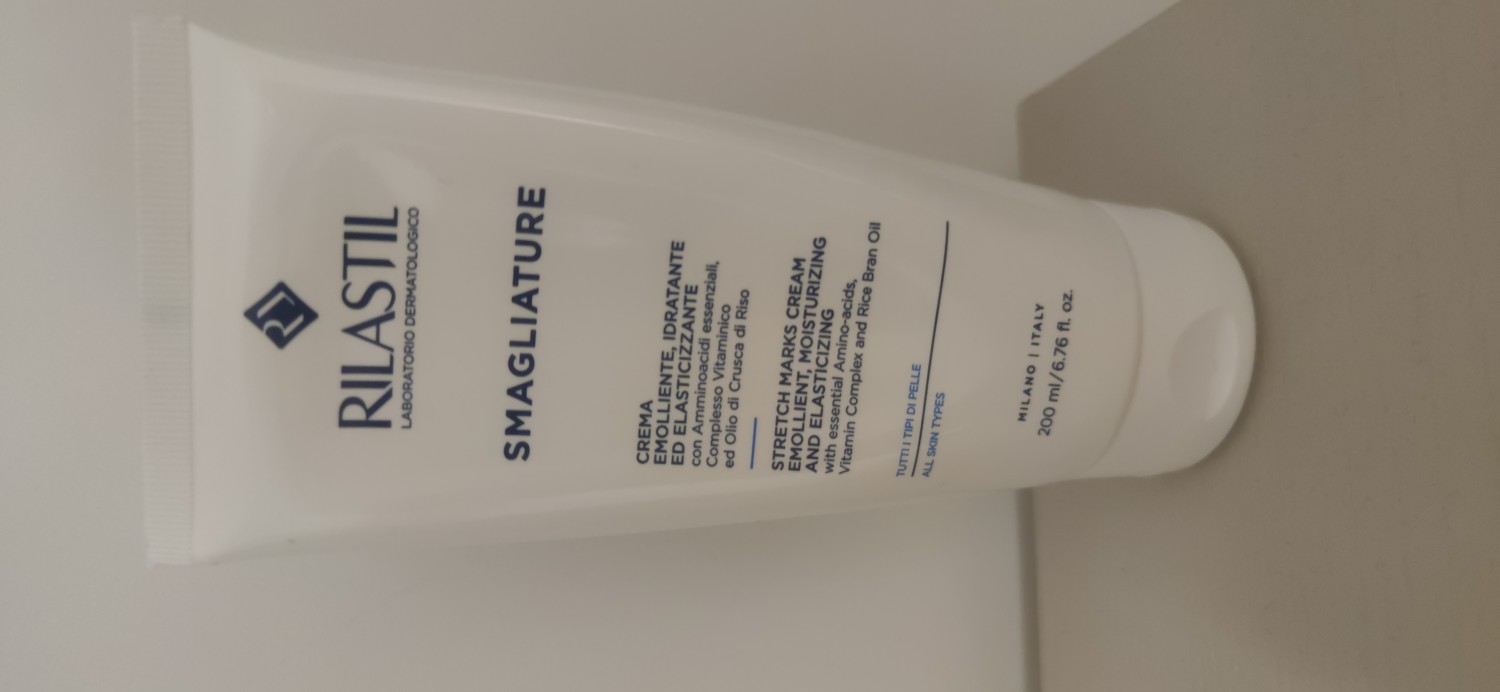 RILASTIL
LABORATORIO DERMATOLOGICO
SMAGLIATURE
CREMA
EMOLLIENTE, IDRATANTE
ED ELASTICIZZANTE
con Amminoacidi essenziali,
Complesso Vitaminico
ed Olio di Crusca di Riso
STRETCH MARKS CREAM
EMOLLIENT, MOISTURIZING
AND ELASTICIZING
with essential Amino-acids,
Vitamin Complex and Rice Bran Oil
TUTTI I TIPI DI PELLE
ALL SKIN TYPES
MILANO | ITALY
200 ml/6.76 fl. oz.